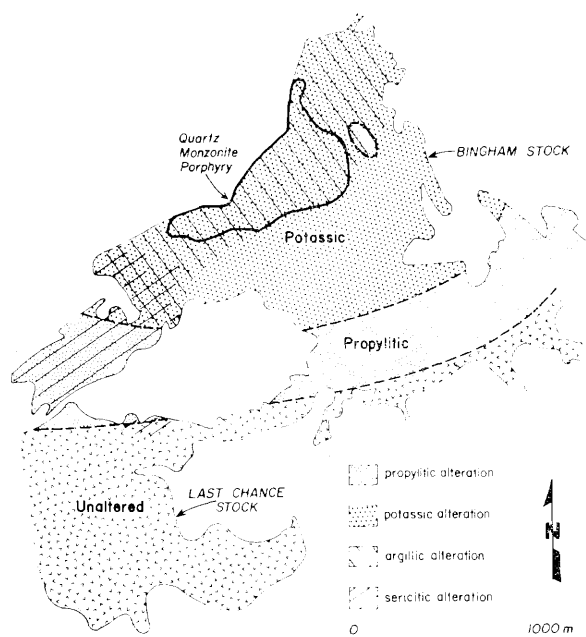 Quartz
Monzonite
Porphyry
BINGHAM STOCK
Potassic
Propylitic
Unaltered
LAST CHANCE
STOCK
propylitic alteration
potassic alteration
argillic alteration
sericitic alteration
N
0 1000 m